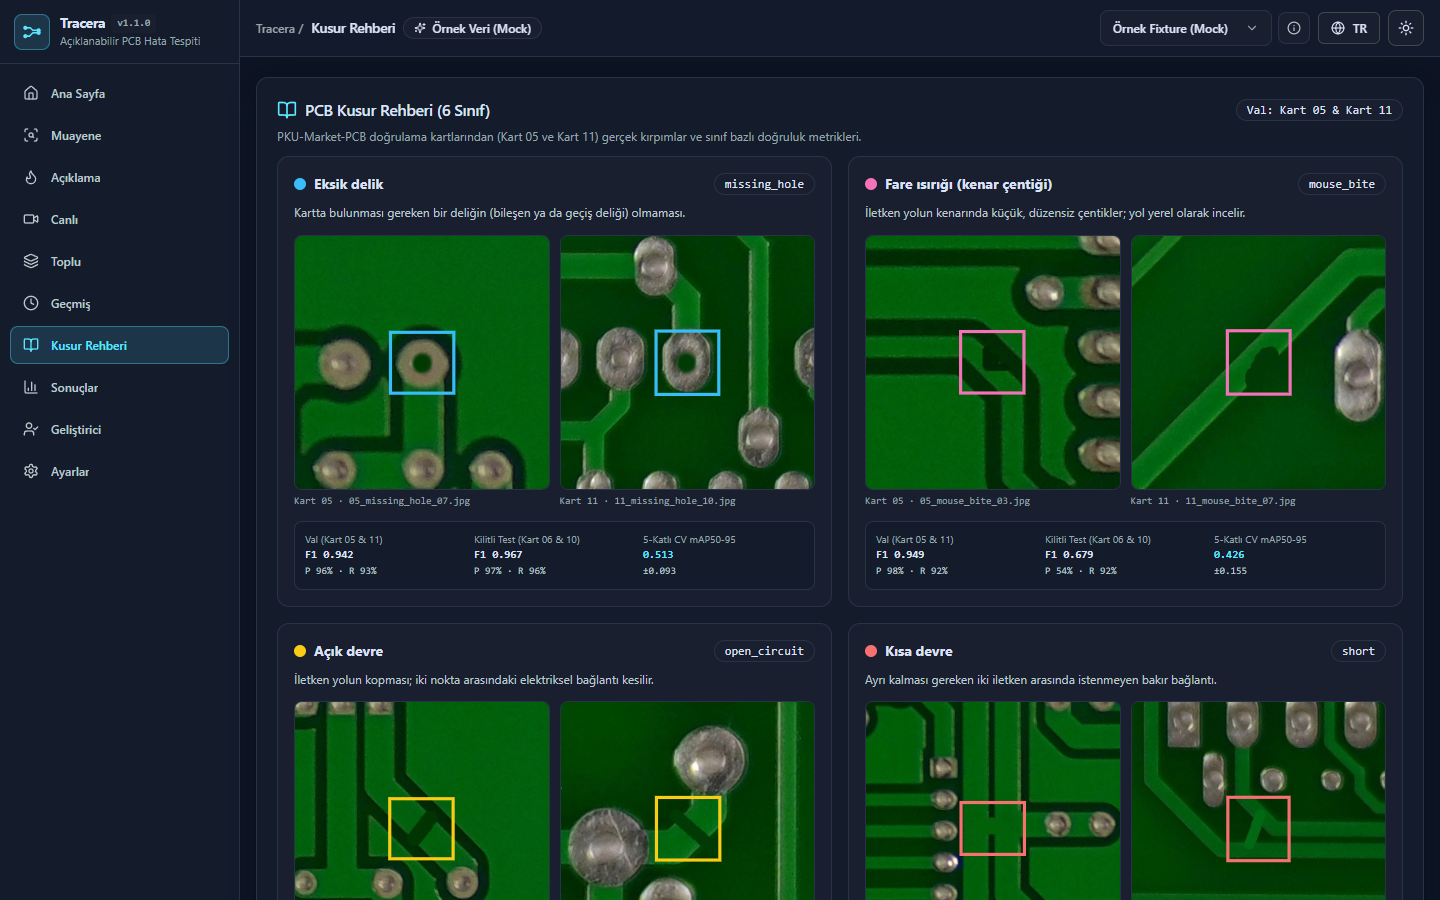 Tracera v1.1.0
Açıklanabilir PCB Hata Tespiti
Ana Sayfa
Muayene
Açıklama
Canlı
Toplu
Geçmiş
Kusur Rehberi
Sonuçlar
Geliştirici
Ayarlar
Tracera / Kusur Rehberi Örnek Veri (Mock)
Örnek Fixture (Mock) TR
PCB Kusur Rehberi (6 Sınıf)
Val: Kart 05 & Kart 11
PKU-Market-PCB doğrulama kartlarından (Kart 05 ve Kart 11) gerçek kırpımlar ve sınıf bazlı doğruluk metrikleri.
Eksik delik missing_hole
Kartta bulunması gereken bir deliğin (bileşen ya da geçiş deliği) olmaması.
Kart 05 · 05_missing_hole_07.jpg
Kart 11 · 11_missing_hole_10.jpg
Val (Kart 05 & 11)
F1 0.942
P 96% · R 93%
Kilitli Test (Kart 06 & 10)
F1 0.967
P 97% · R 96%
5-Katlı CV mAP50-95
0.513
±0.093
Fare ısırığı (kenar çentiği) mouse_bite
İletken yolun kenarında küçük, düzensiz çentikler; yol yerel olarak incelir.
Kart 05 · 05_mouse_bite_03.jpg
Kart 11 · 11_mouse_bite_07.jpg
Val (Kart 05 & 11)
F1 0.949
P 98% · R 92%
Kilitli Test (Kart 06 & 10)
F1 0.679
P 54% · R 92%
5-Katlı CV mAP50-95
0.426
±0.155
Açık devre open_circuit
İletken yolun kopması; iki nokta arasındaki elektriksel bağlantı kesilir.
Kısa devre short
Ayrı kalması gereken iki iletken arasında istenmeyen bakır bağlantı.